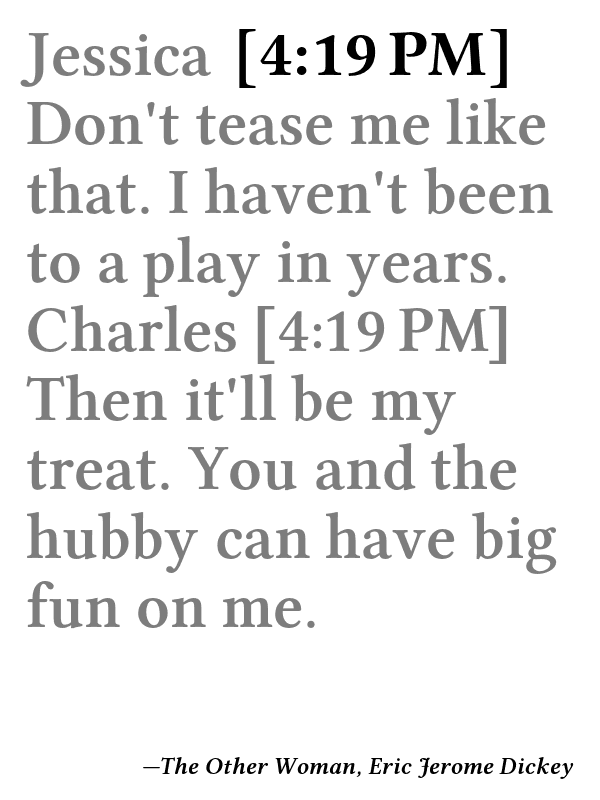 Jessica [4:19 PM]
Don't tease me like
that. I haven't been
to a play in years.
Charles [4:19 PM]
Then it'll be my
treat. You and the
hubby can have big
fun on me.
—The Other Woman, Eric Jerome Dickey